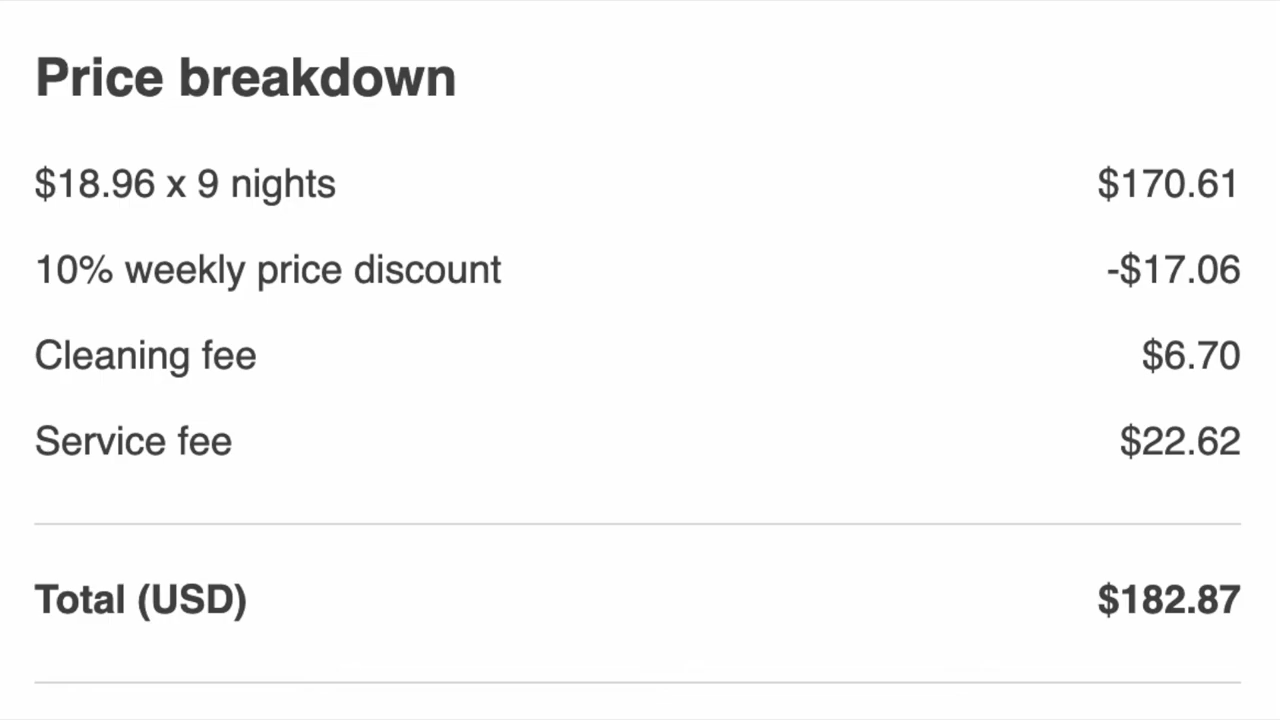 Price breakdown
$18.96 x 9 nights $170.61
10% weekly price discount -$17.06
Cleaning fee $6.70
Service fee $22.62
Total (USD) $182.87